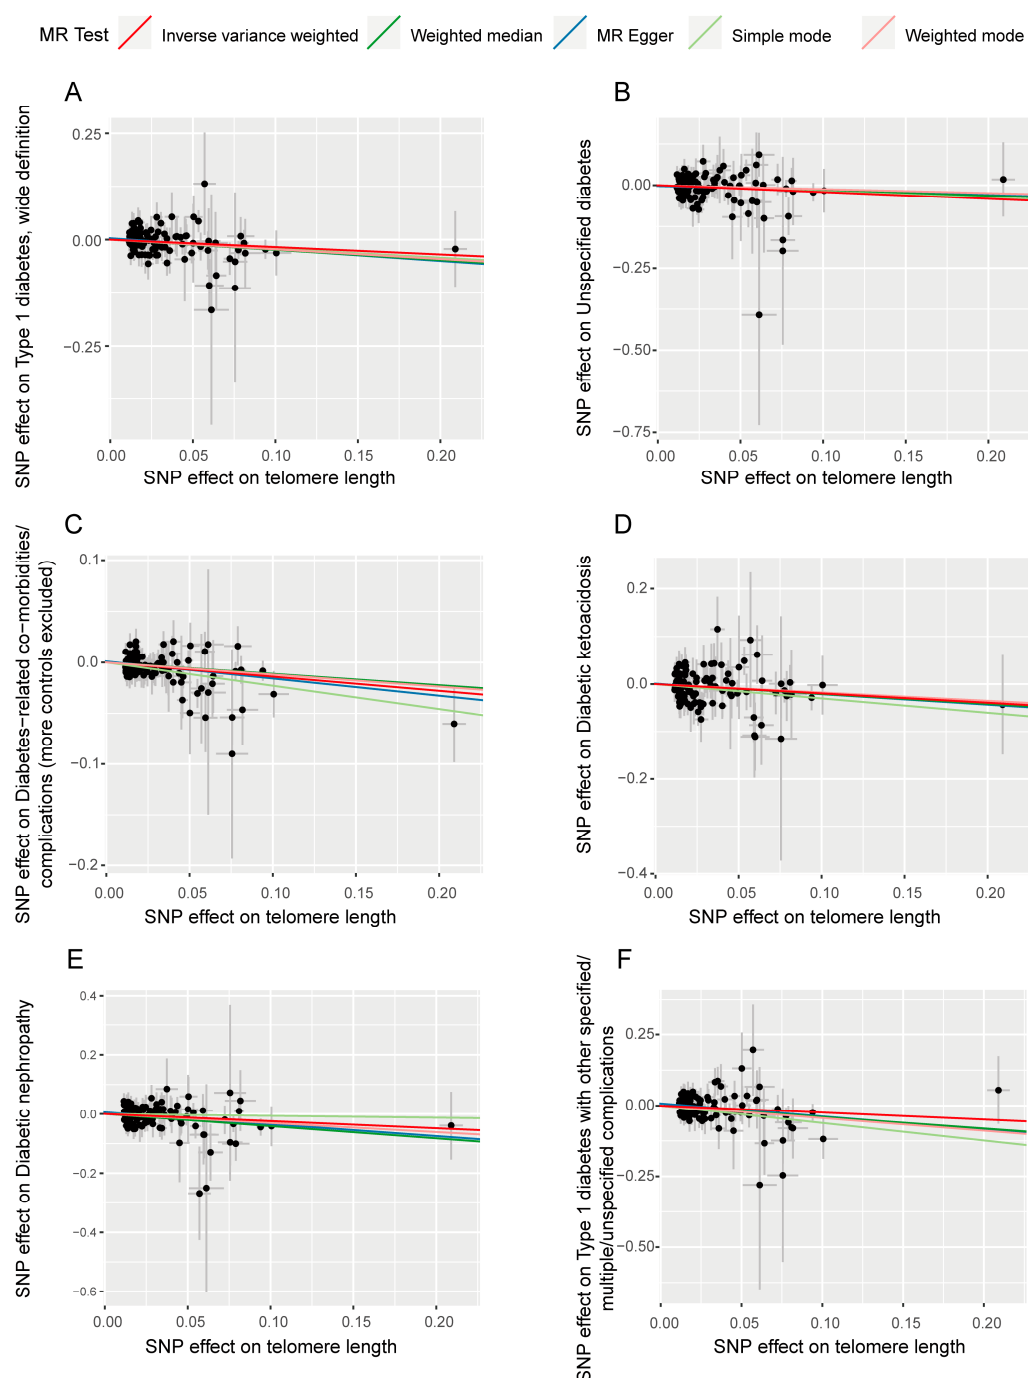 MR Test Inverse variance weighted Weighted median MR Egger Simple mode Weighted mode
A
SNP effect on Type 1 diabetes, wide definition
0.25
0.00
−0.25
0.00 0.05 0.10 0.15 0.20
SNP effect on telomere length
B
SNP effect on Unspecified diabetes
0.00
−0.25
−0.50
−0.75
0.00 0.05 0.10 0.15 0.20
SNP effect on telomere length
C
SNP effect on Diabetes−related co−morbidities/
complications (more controls excluded)
0.1
0.0
−0.1
−0.2
0.00 0.05 0.10 0.15 0.20
SNP effect on telomere length
D
SNP effect on Diabetic ketoacidosis
0.2
0.0
−0.2
−0.4
0.00 0.05 0.10 0.15 0.20
SNP effect on telomere length
E
SNP effect on Diabetic nephropathy
0.4
0.2
0.0
−0.2
−0.4
−0.6
0.00 0.05 0.10 0.15 0.20
SNP effect on telomere length
F
SNP effect on Type 1 diabetes with other specified/
multiple/unspecified complications
0.25
0.00
−0.25
−0.50
0.00 0.05 0.10 0.15 0.20
SNP effect on telomere length